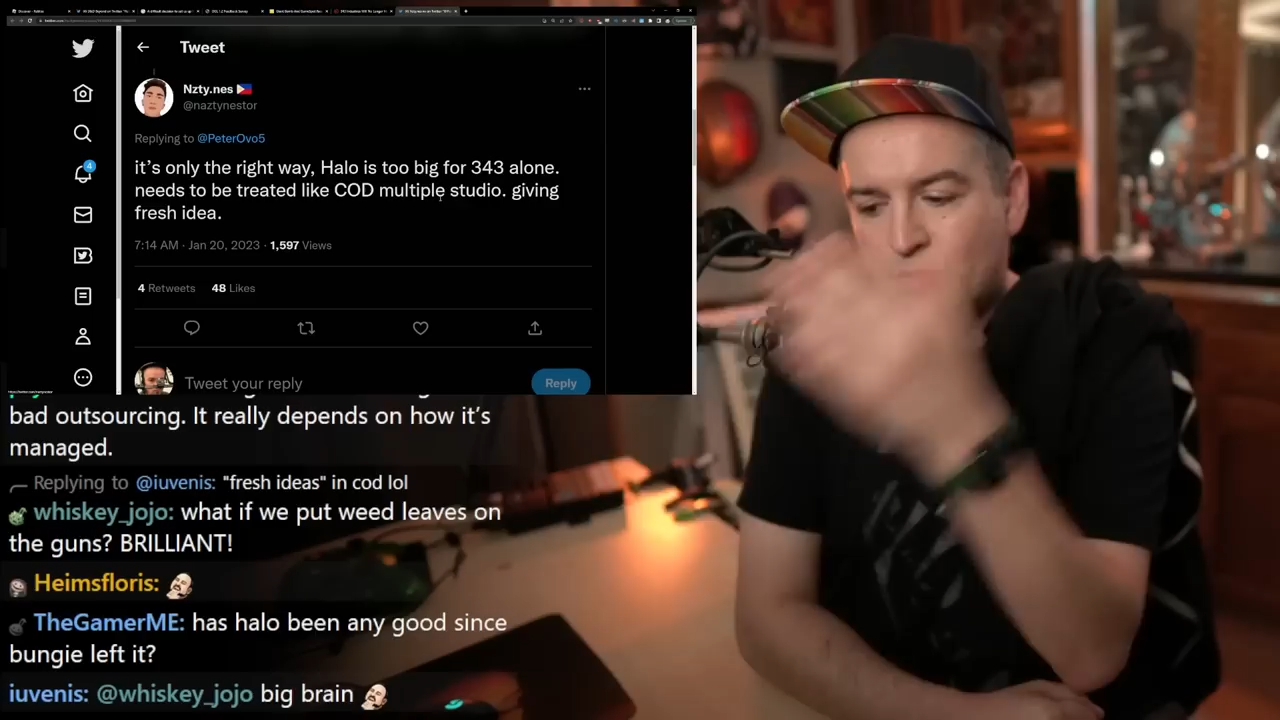 Tweet
Nzty.nes 🇵🇭
@naztynestor
Replying to @PeterOvo5
it's only the right way, Halo is too big for 343 alone.
needs to be treated like COD multiple studio. giving
fresh idea.
7:14 AM · Jan 20, 2023 · 1,597 Views
4 Retweets 48 Likes
4
Tweet your reply
Reply
bad outsourcing. It really depends on how it's
managed.
Replying to @iuvenis: "fresh ideas" in cod lol
whiskey_jojo: what if we put weed leaves on
the guns? BRILLIANT!
Heimsfloris:
TheGamerME: has halo been any good since
bungie left it?
iuvenis: @whiskey_jojo big brain